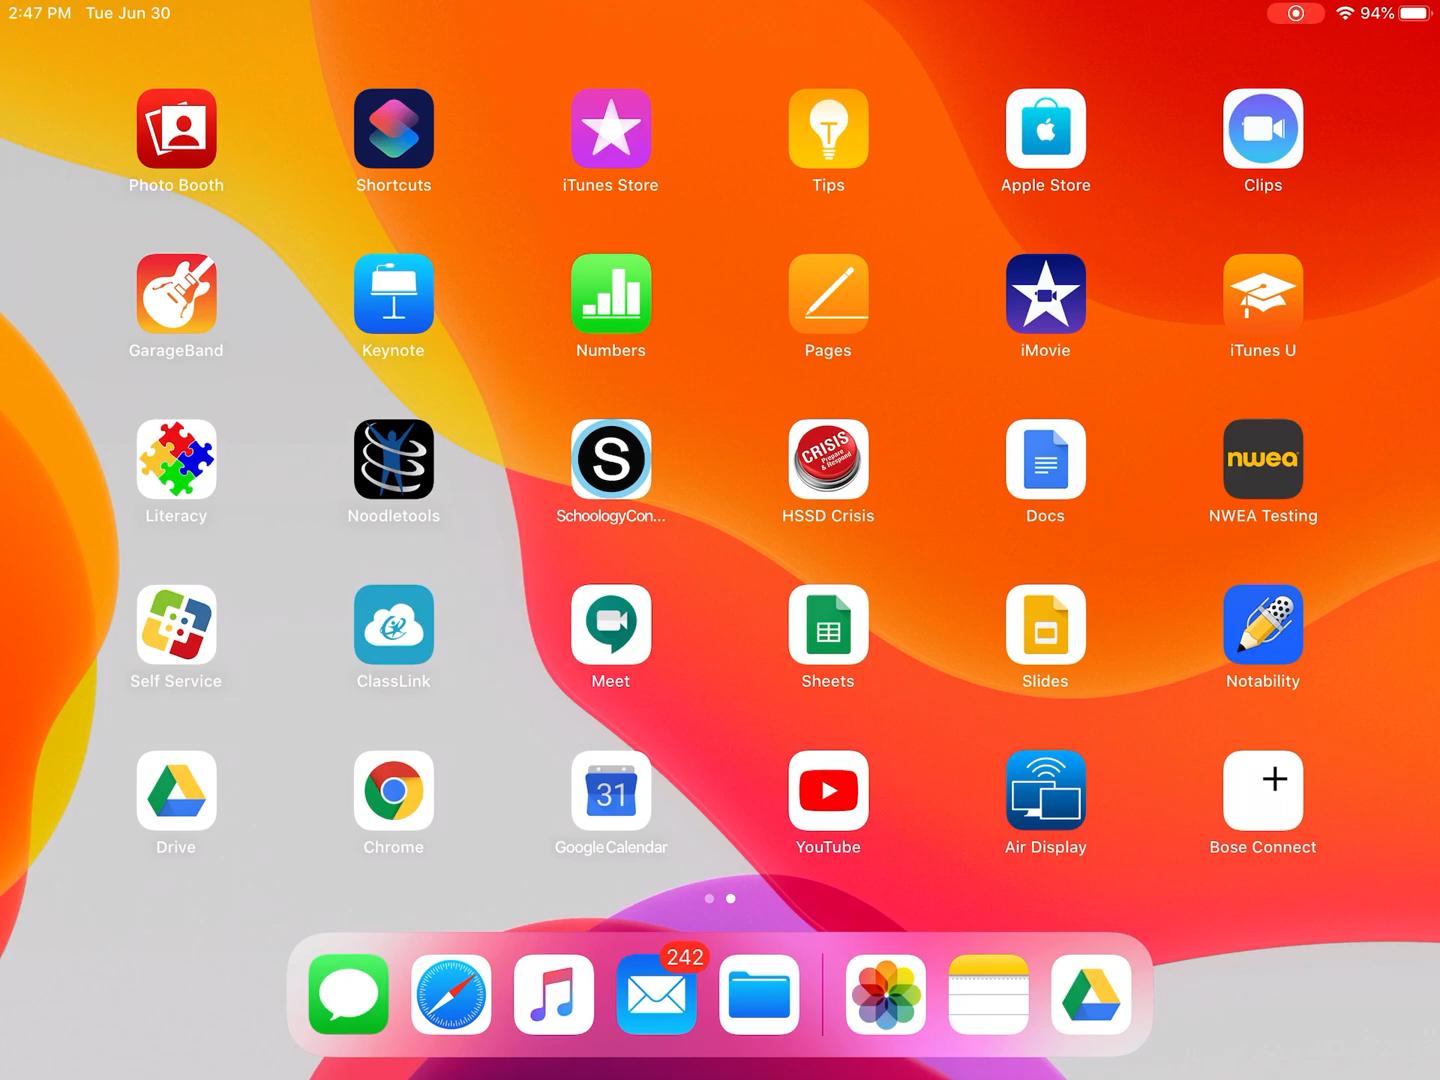 2:47 PM Tue Jun 30 94%
Photo Booth Shortcuts iTunes Store Tips Apple Store Clips
GarageBand Keynote Numbers Pages iMovie iTunes U
S CRISIS Prepare & Respond nwea
Literacy Noodletools SchoologyCon... HSSD Crisis Docs NWEA Testing
Self Service ClassLink Meet Sheets Slides Notability
31
Drive Chrome Google Calendar YouTube Air Display Bose Connect
242